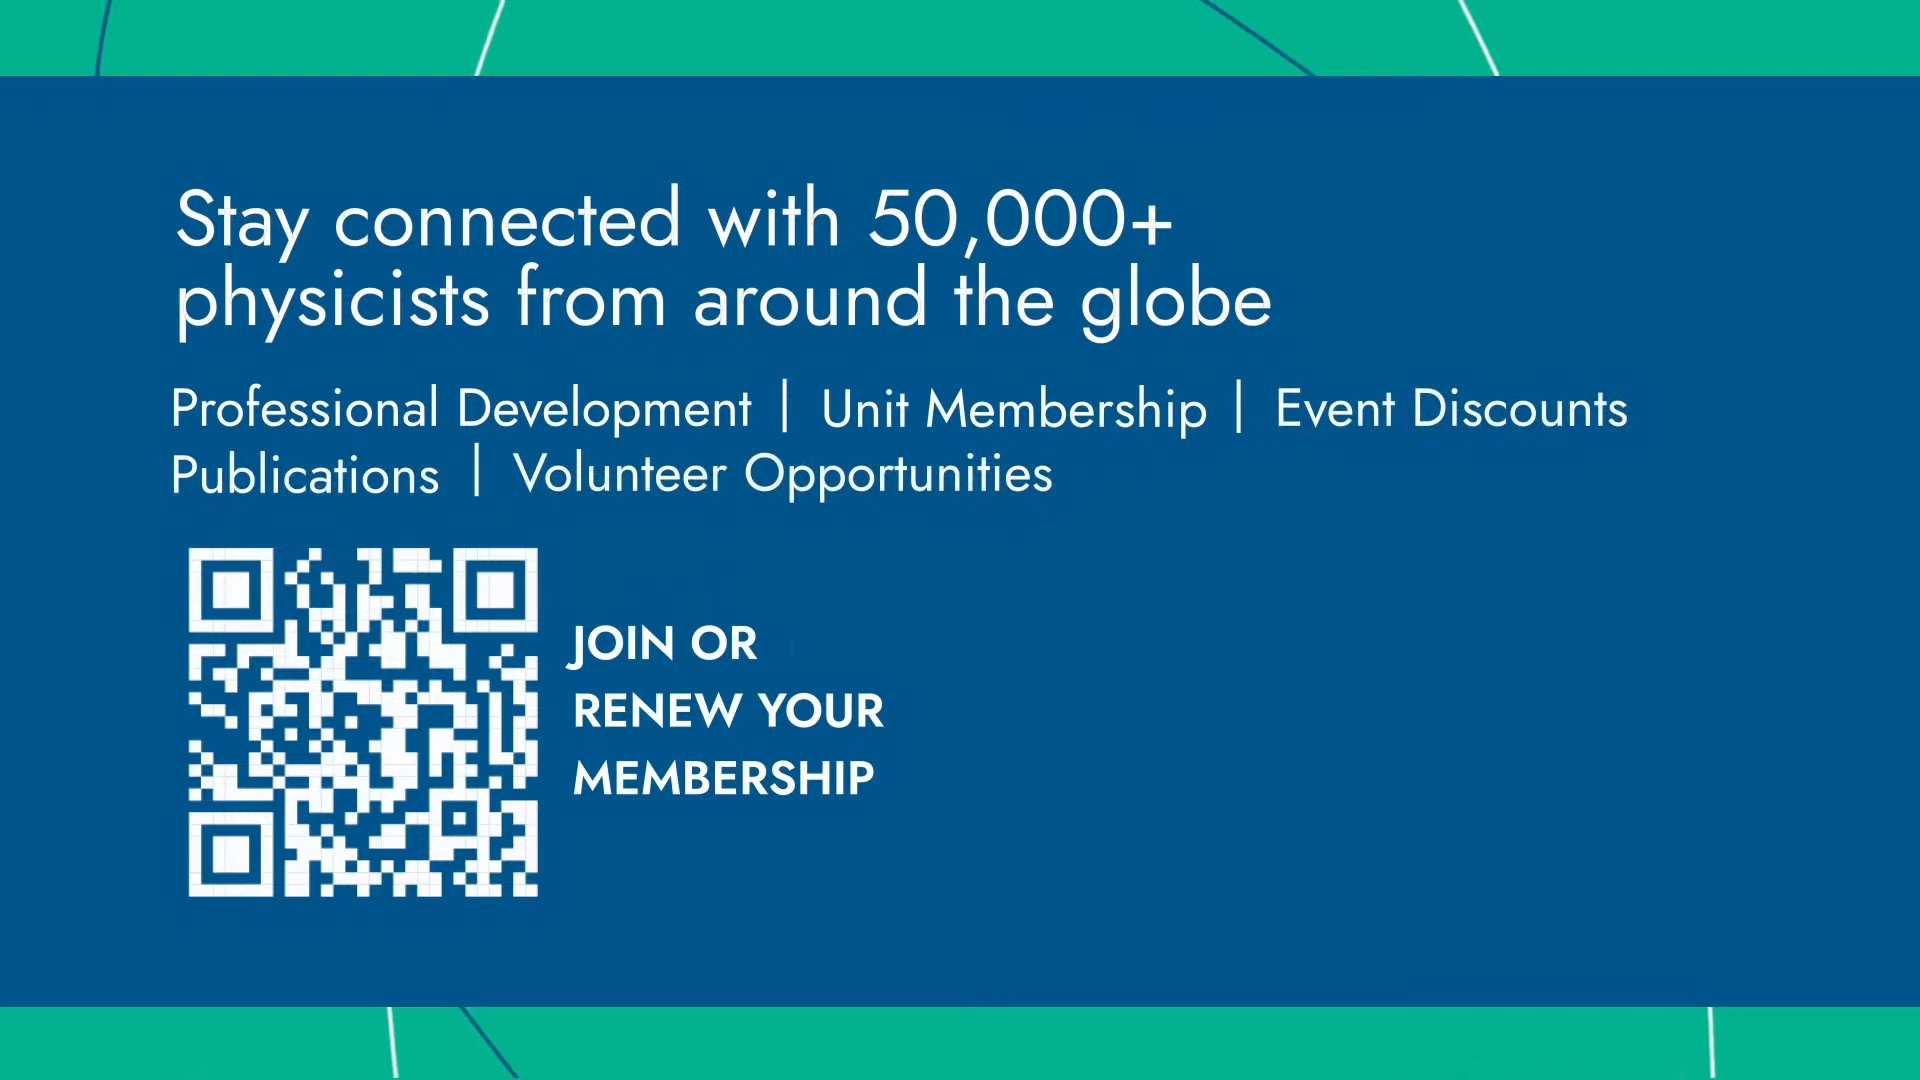 Stay connected with 50,000+
physicists from around the globe
Professional Development | Unit Membership | Event Discounts
Publications | Volunteer Opportunities
JOIN OR
RENEW YOUR
MEMBERSHIP